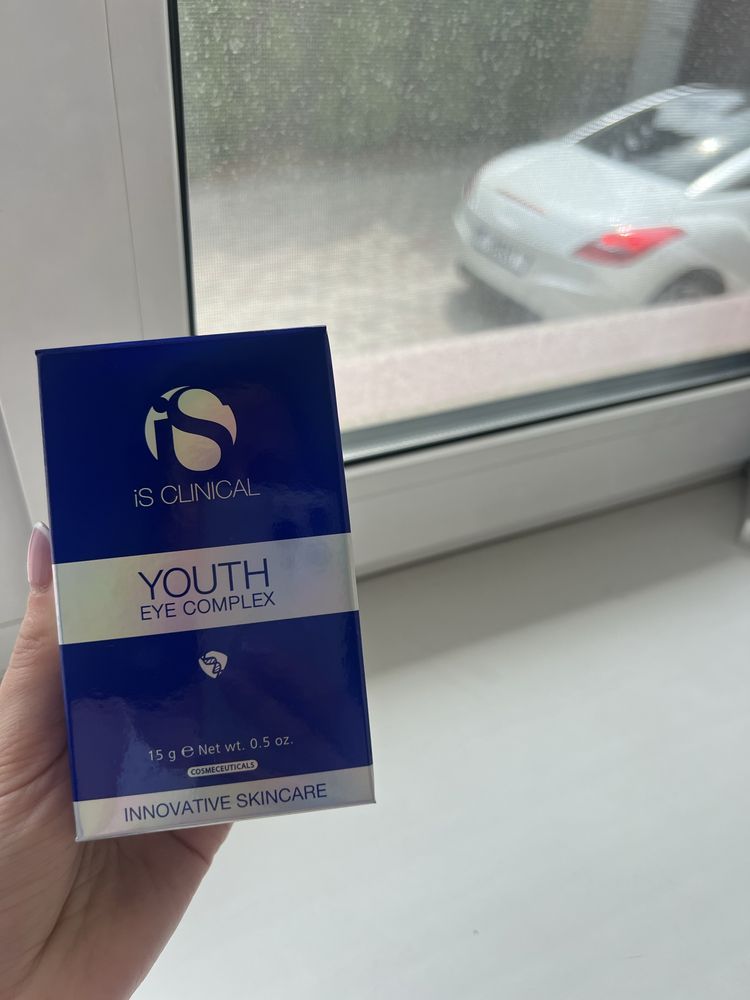 iS
iS CLINICAL
YOUTH
EYE COMPLEX
15 g e Net wt. 0.5 oz.
COSMECEUTICALS
INNOVATIVE SKINCARE